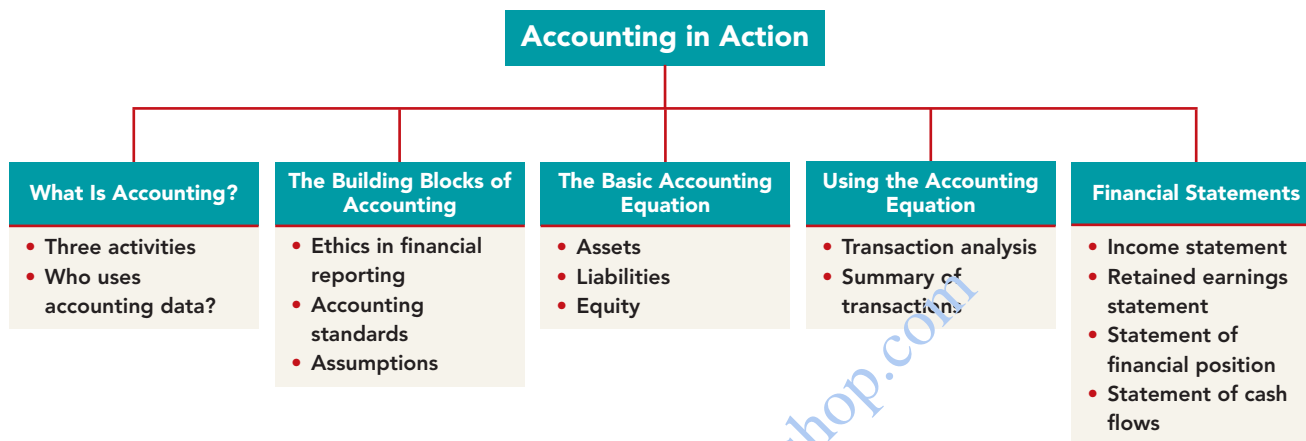 Accounting in Action
What Is Accounting?
• Three activities
• Who uses
accounting data?
The Building Blocks of
Accounting
• Ethics in financial
reporting
• Accounting
standards
• Assumptions
The Basic Accounting
Equation
• Assets
• Liabilities
• Equity
Using the Accounting
Equation
• Transaction analysis
• Summary of
transactions
Financial Statements
• Income statement
• Retained earnings
statement
• Statement of
financial position
• Statement of cash
flows
shop.com